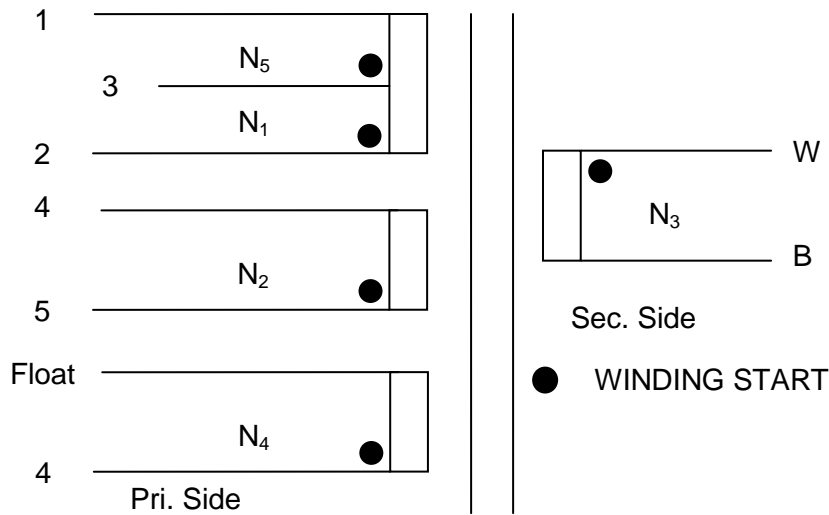 1
N₅
3
N₁
2
4
N₂
5
Float
N₄
4
Pri. Side
W
N₃
B
Sec. Side
WINDING START